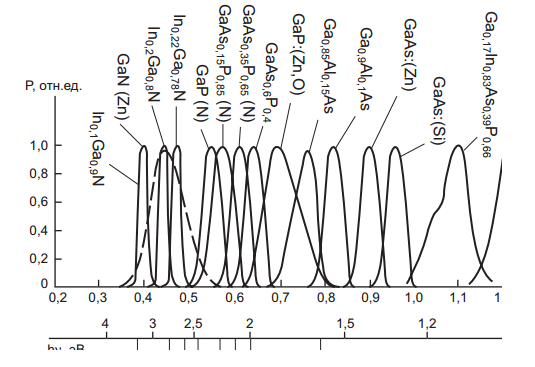 P, отн.ед.
In0,1Ga0,9N
GaN (Zn)
In0,2Ga0,8N
In0,22Ga0,78N
GaP (N)
GaAs0,15P0,85 (N)
GaAs0,35P0,65 (N)
GaAs0,6P0,4
GaP:(Zn,O)
Ga0,85Al0,15As
Ga0,9Al0,1As
GaAs:(Zn)
GaAs:(Si)
Ga0,17In0,83As0,39P0,66
1,0
0,8
0,6
0,4
0,2
0
0,2 0,3 0,4 0,5 0,6 0,7 0,8 0,9 1,0 1,1 1
4 3 2,5 2 1,5 1,2